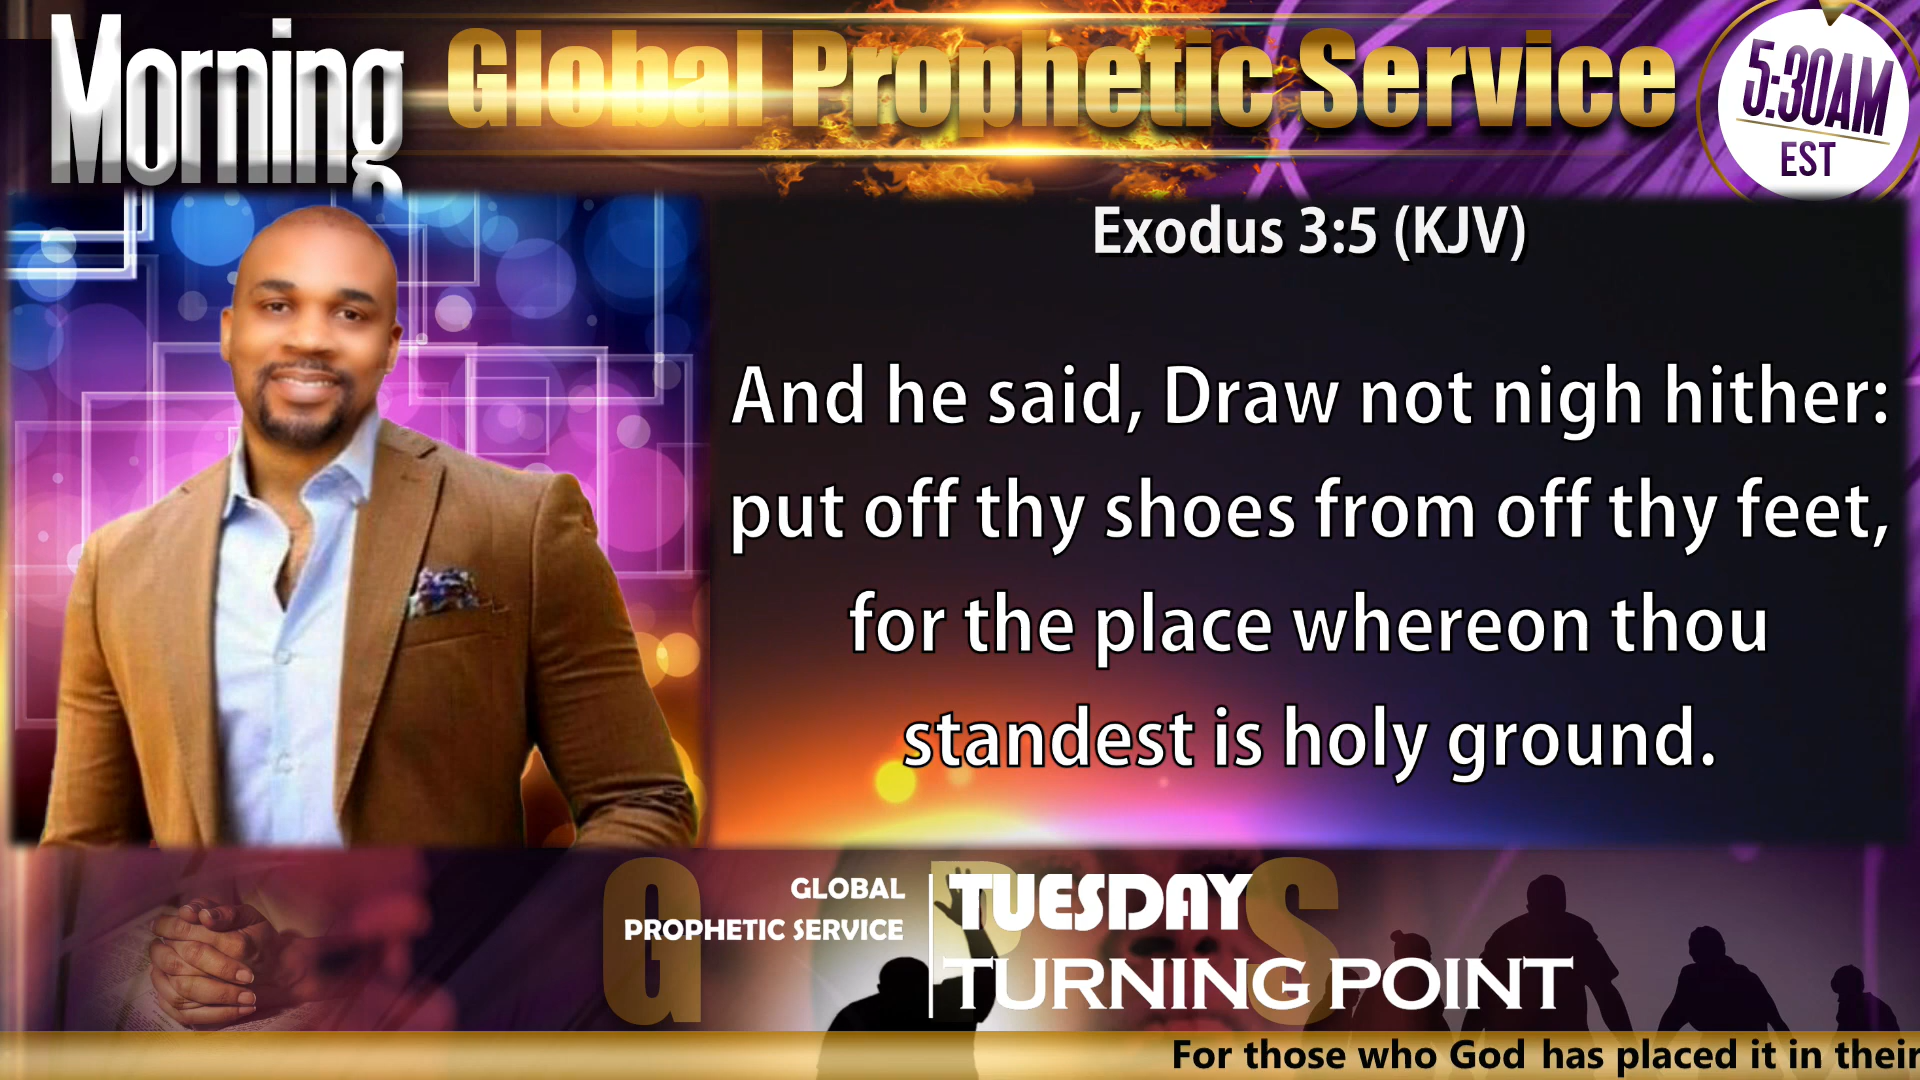 Morning
Global Prophetic Service
5:30AM
EST
Exodus 3:5 (KJV)
And he said, Draw not nigh hither:
put off thy shoes from off thy feet,
for the place whereon thou
standest is holy ground.
GPS
GLOBAL
PROPHETIC SERVICE
TUESDAY
TURNING POINT
For those who God has placed it in their